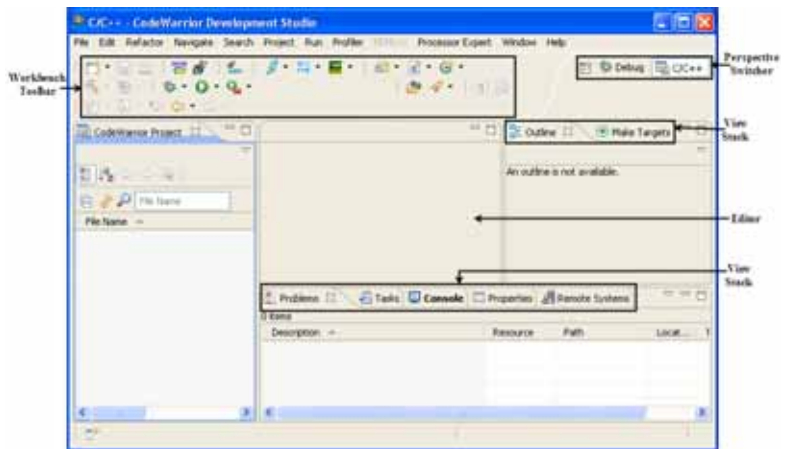 C/C++ - CodeWarrior Development Studio
File Edit Refactor Navigate Search Project Run Profiler Processor Expert Window Help
Workbench Toolbar
Debug C/C++
Perspective Switcher
CodeWarrior Project
Outline Make Targets
View Stack
An outline is not available.
File Name
File Name
Editor
View Stack
Problems Tasks Console Properties Remote Systems
0 items
Description Resource Path Locat... T